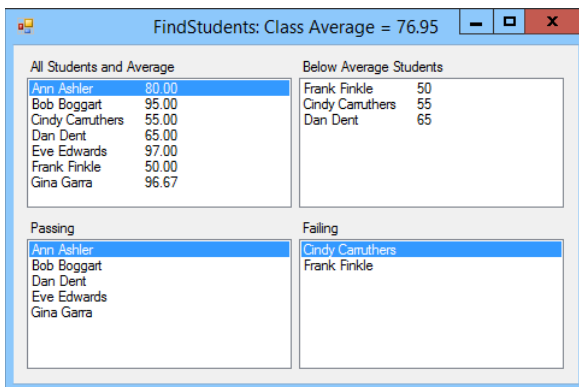 FindStudents: Class Average = 76.95
All Students and Average
Ann Ashler 80.00
Bob Boggart 95.00
Cindy Carruthers 55.00
Dan Dent 65.00
Eve Edwards 97.00
Frank Finkle 50.00
Gina Garra 96.67
Below Average Students
Frank Finkle 50
Cindy Carruthers 55
Dan Dent 65
Passing
Ann Ashler
Bob Boggart
Dan Dent
Eve Edwards
Gina Garra
Failing
Cindy Carruthers
Frank Finkle